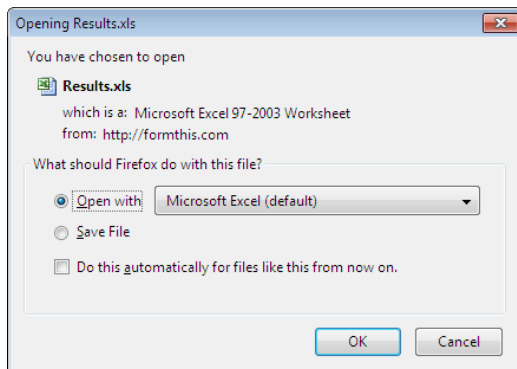 Opening Results.xls
You have chosen to open
Results.xls
which is a: Microsoft Excel 97-2003 Worksheet
from: http://formthis.com
What should Firefox do with this file?
Open with Microsoft Excel (default)
Save File
Do this automatically for files like this from now on.
OK Cancel